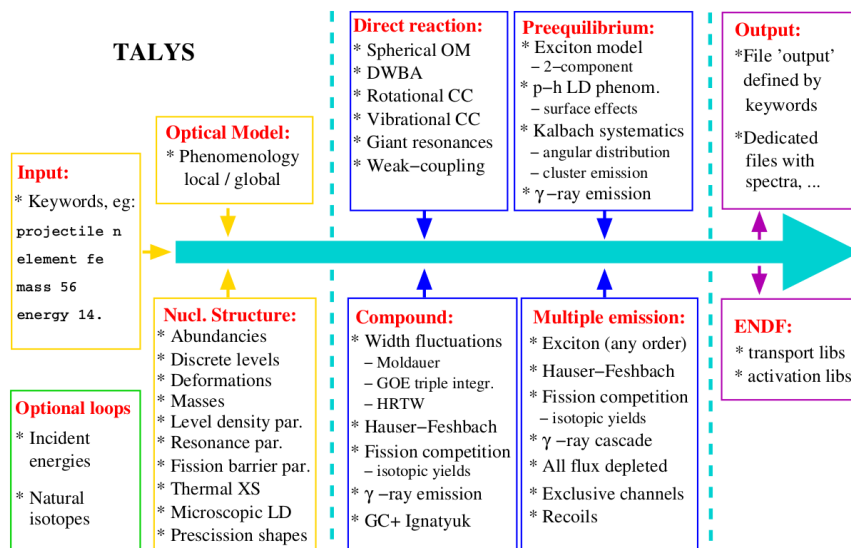 TALYS
Input:
* Keywords, eg:
projectile n
element fe
mass 56
energy 14.
Optional loops
* Incident
energies
* Natural
isotopes
Optical Model:
* Phenomenology
local / global
Nucl. Structure:
* Abundancies
* Discrete levels
* Deformations
* Masses
* Level density par.
* Resonance par.
* Fission barrier par.
* Thermal XS
* Microscopic LD
* Prescission shapes
Direct reaction:
* Spherical OM
* DWBA
* Rotational CC
* Vibrational CC
* Giant resonances
* Weak−coupling
Compound:
* Width fluctuations
− Moldauer
− GOE triple integr.
− HRTW
* Hauser−Feshbach
* Fission competition
− isotopic yields
* γ −ray emission
* GC+ Ignatyuk
Preequilibrium:
* Exciton model
− 2−component
* p−h LD phenom.
− surface effects
* Kalbach systematics
− angular distribution
− cluster emission
* γ−ray emission
Multiple emission:
* Exciton (any order)
* Hauser−Feshbach
* Fission competition
− isotopic yields
* γ −ray cascade
* All flux depleted
* Exclusive channels
* Recoils
Output:
*File ’output’
defined by
keywords
*Dedicated
files with
spectra, ...
ENDF:
* transport libs
* activation libs